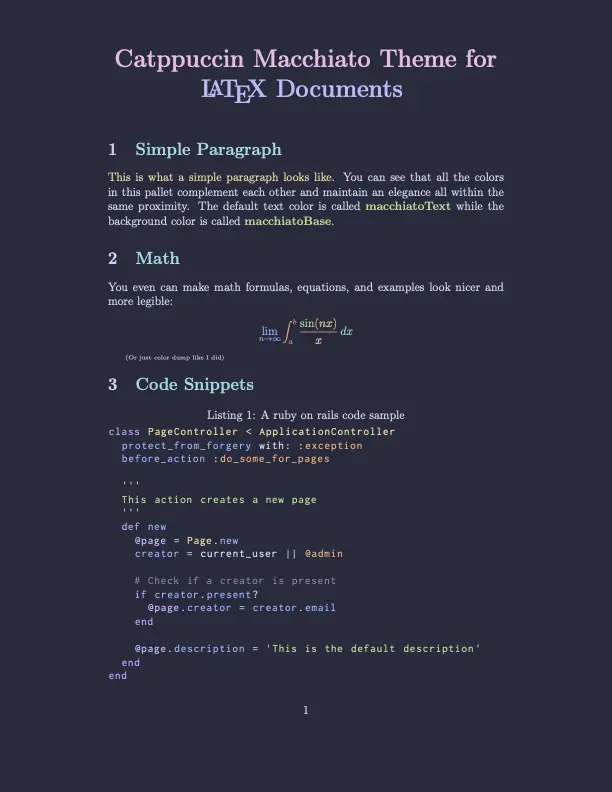 Catppuccin Macchiato Theme for
LATEX Documents
1 Simple Paragraph
This is what a simple paragraph looks like. You can see that all the colors
in this pallet complement each other and maintain an elegance all within the
same proximity. The default text color is called macchiatoText while the
background color is called macchiatoBase.
2 Math
You even can make math formulas, equations, and examples look nicer and
more legible:
lim n→∞ ∫_a^b sin(nx)/x dx
(Or just color dump like I did)
3 Code Snippets
Listing 1: A ruby on rails code sample
class PageController < ApplicationController
  protect_from_forgery with: :exception
  before_action :do_some_for_pages

  '''
  This action creates a new page
  '''
  def new
    @page = Page.new
    creator = current_user || @admin

    # Check if a creator is present
    if creator.present?
      @page.creator = creator.email
    end

    @page.description = 'This is the default description'
  end
end
1